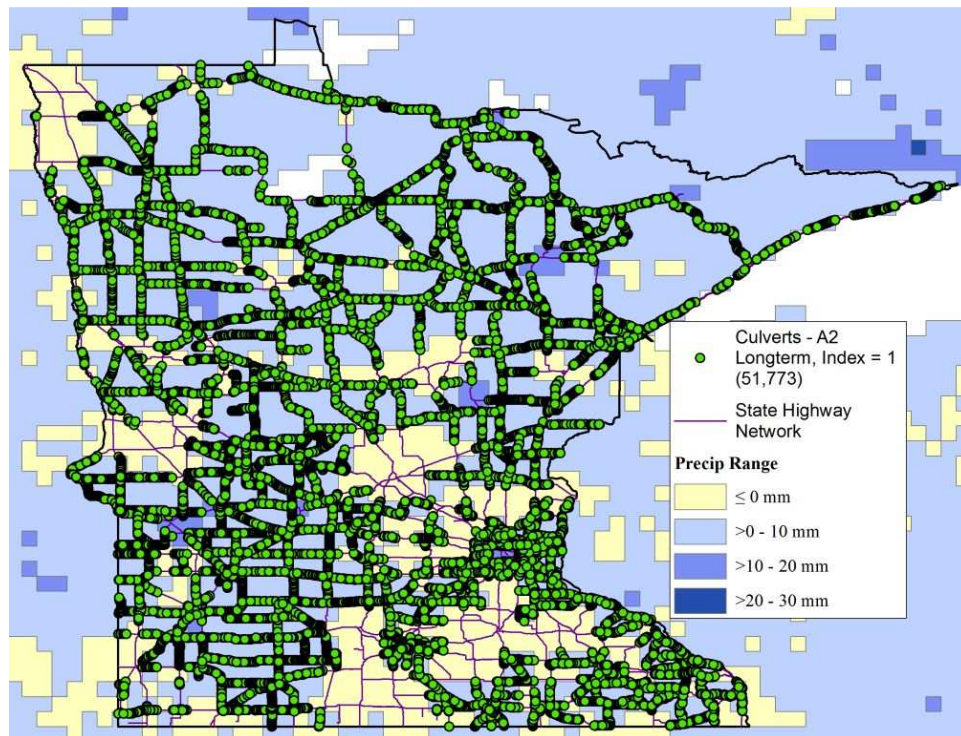 Culverts - A2
Longterm, Index = 1
(51,773)
State Highway
Network
Precip Range
≤ 0 mm
>0 - 10 mm
>10 - 20 mm
>20 - 30 mm